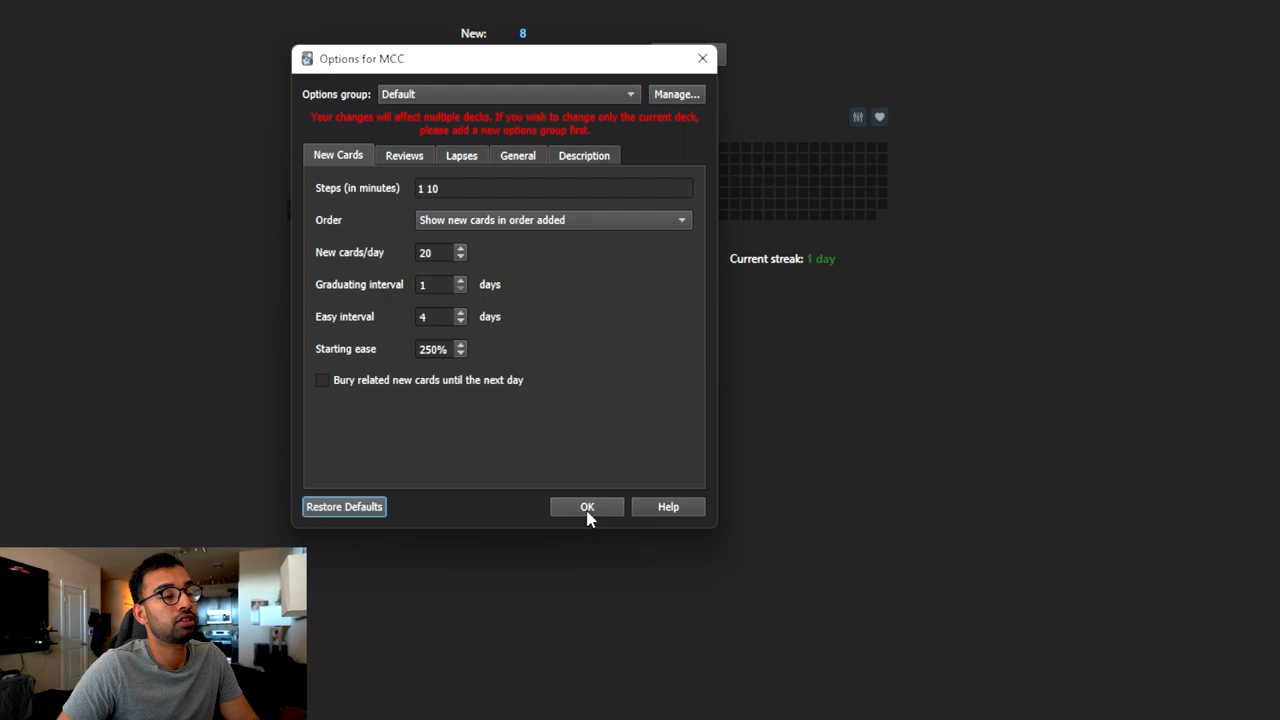 New: 8
Options for MCC
Options group: Default Manage...
Your changes will affect multiple decks. If you wish to change only the current deck,
please add a new options group first.
New Cards Reviews Lapses General Description
Steps (in minutes) 1 10
Order Show new cards in order added
New cards/day 20
Graduating interval 1 days
Easy interval 4 days
Starting ease 250%
Bury related new cards until the next day
Restore Defaults OK Help
Current streak: 1 day